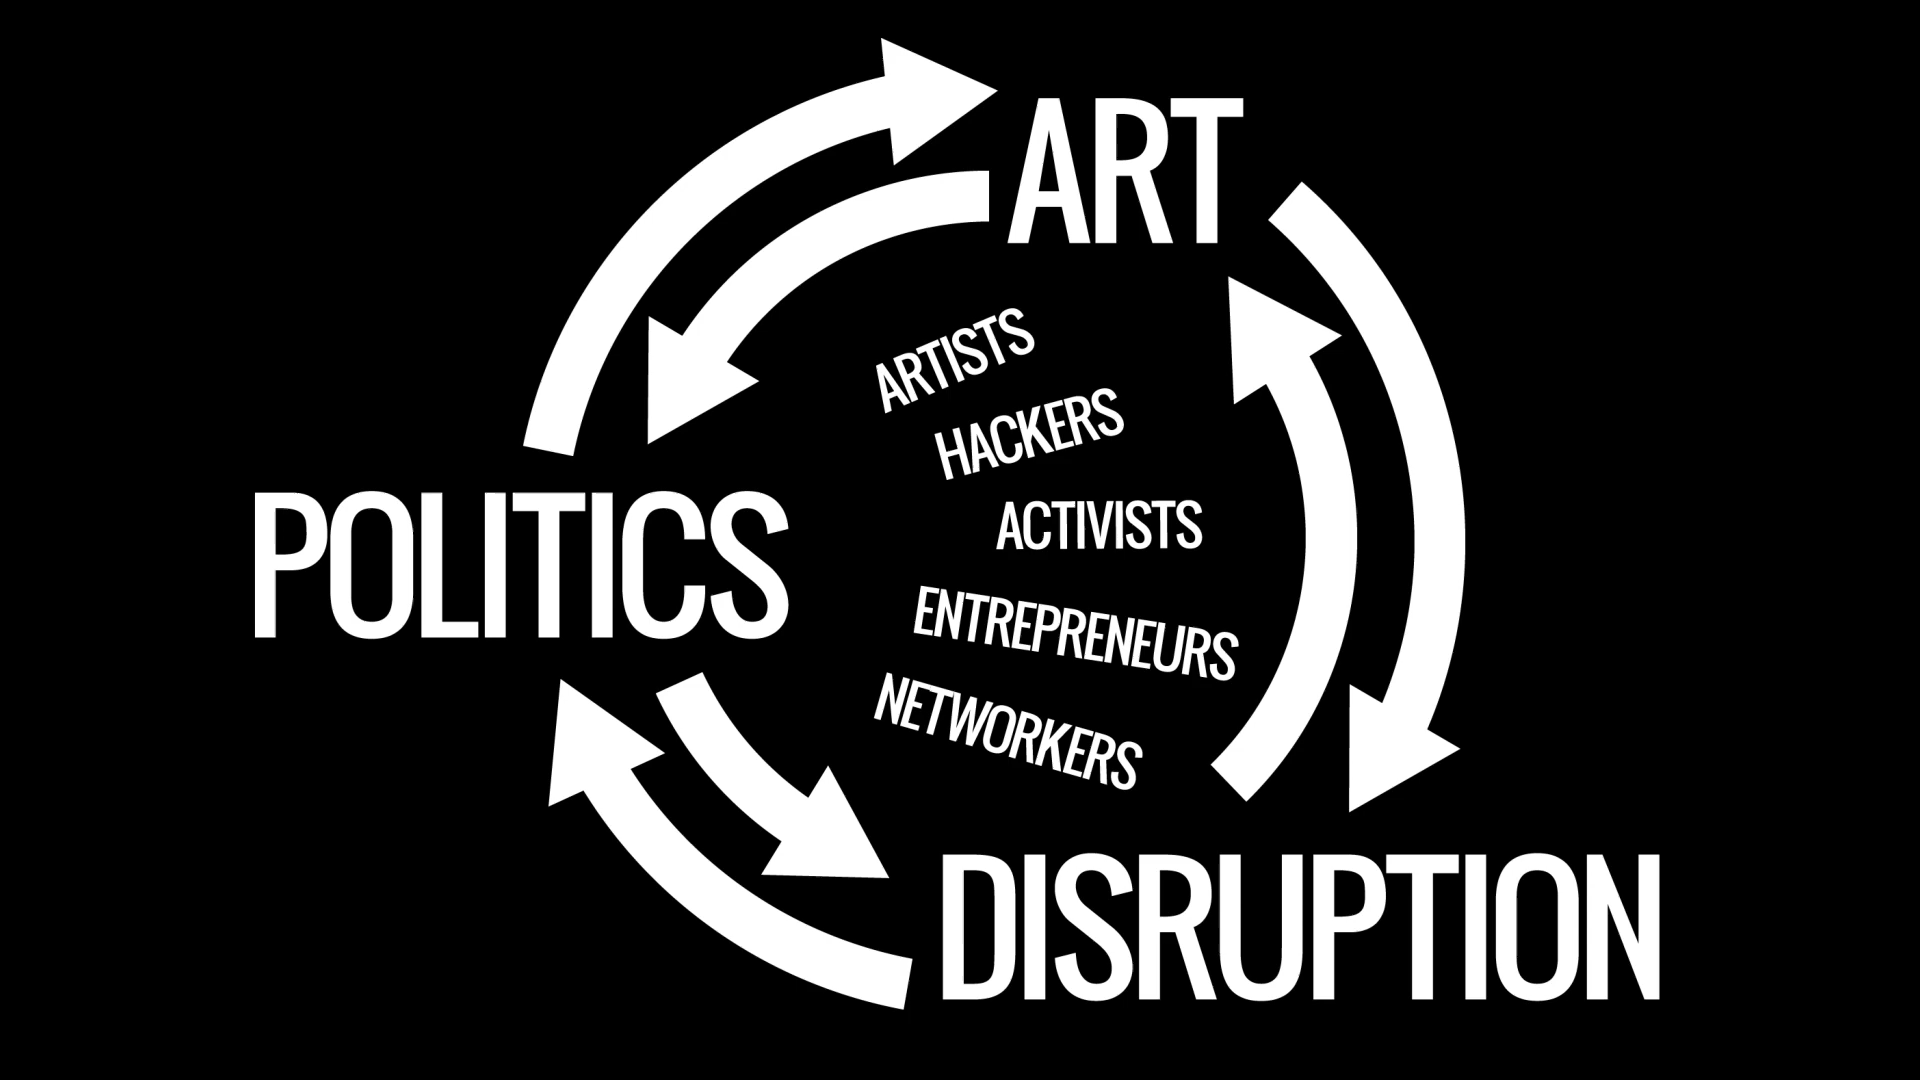 ART
ARTISTS
HACKERS
ACTIVISTS
POLITICS
ENTREPRENEURS
NETWORKERS
DISRUPTION